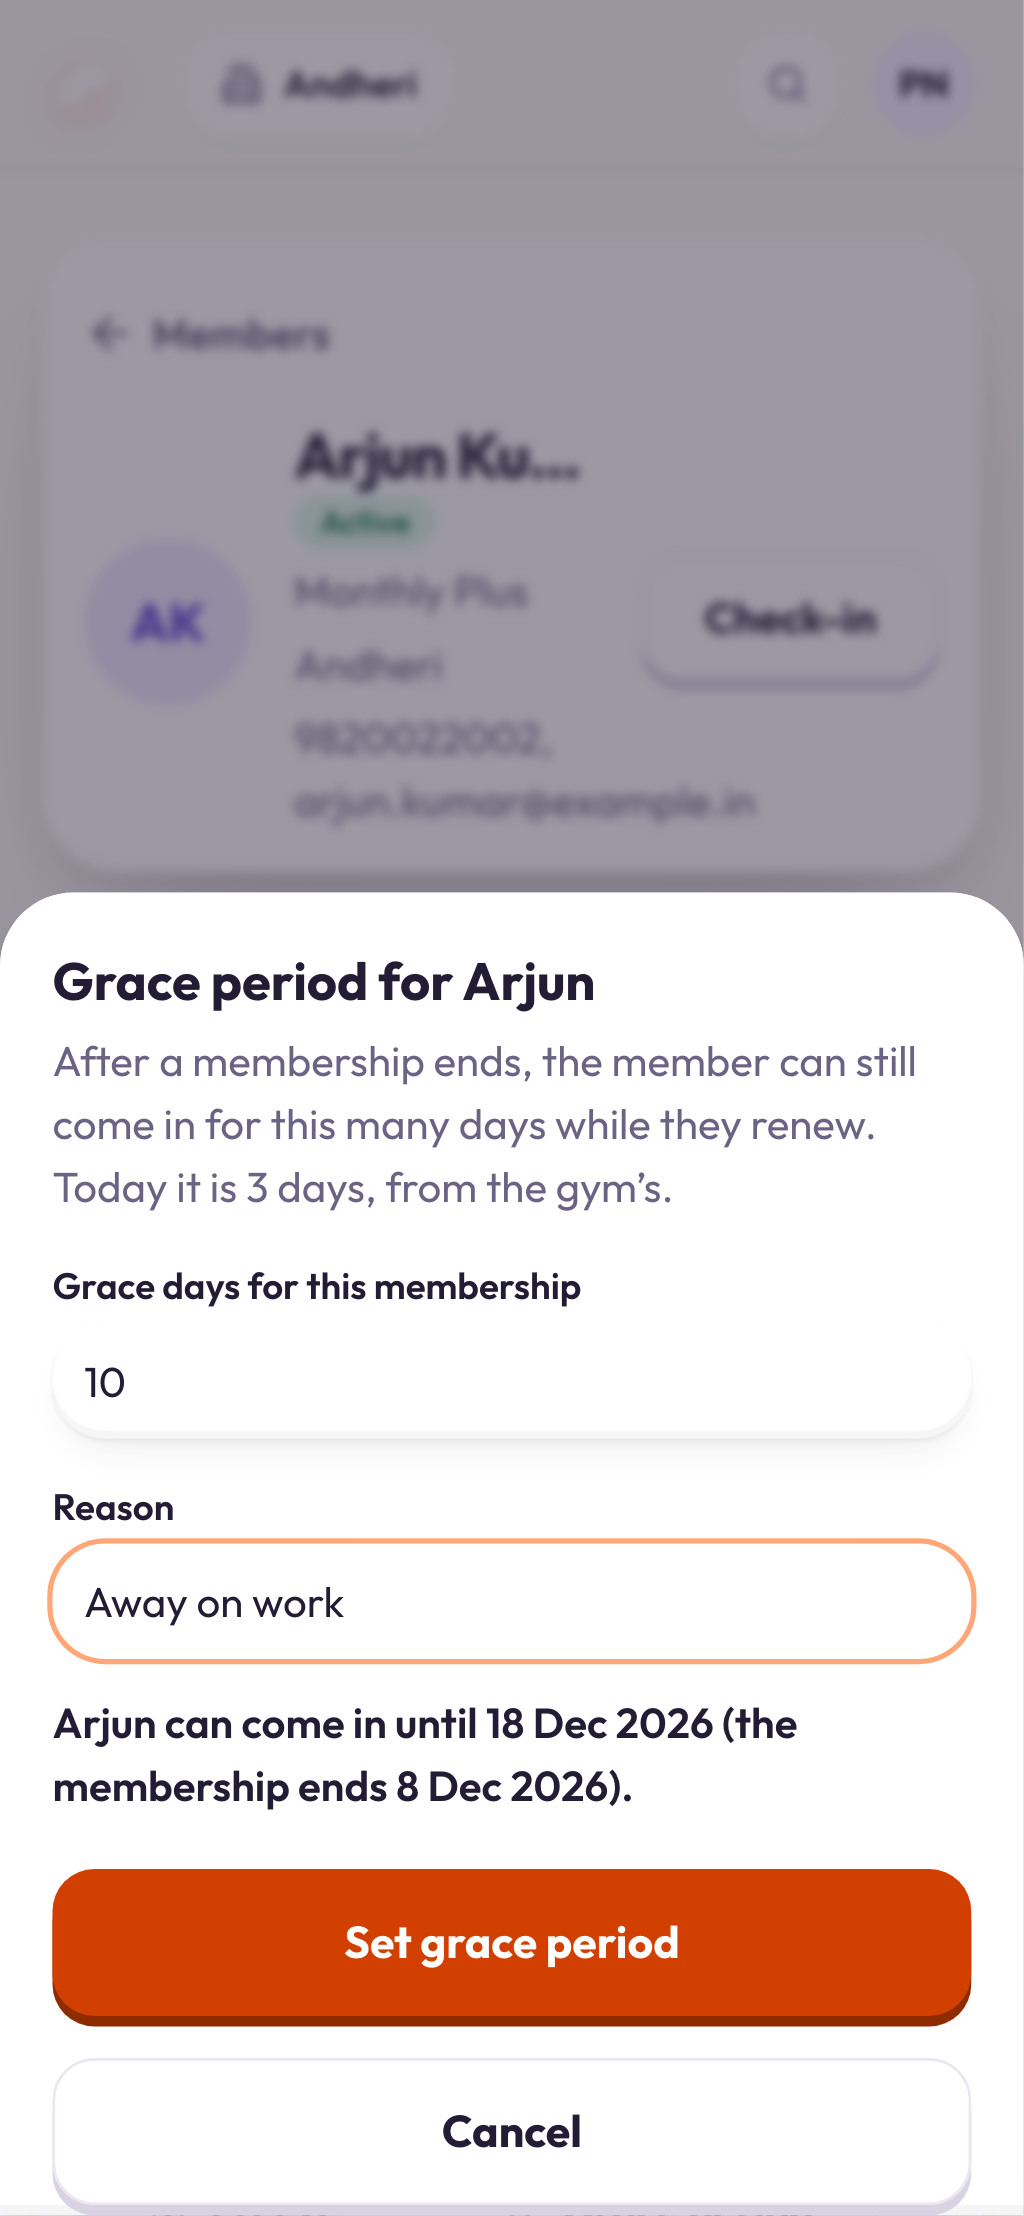 Andheri
PN
Members
Arjun Ku...
Active
AK
Monthly Plus
Check-in
Andheri
9820022002,
arjun.kumar@example.in
Grace period for Arjun
After a membership ends, the member can still
come in for this many days while they renew.
Today it is 3 days, from the gym’s.
Grace days for this membership
10
Reason
Away on work
Arjun can come in until 18 Dec 2026 (the
membership ends 8 Dec 2026).
Set grace period
Cancel